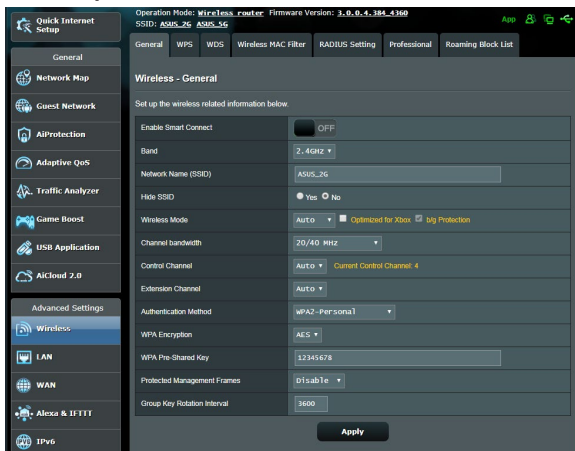 Quick Internet
Setup
Operation Mode: Wireless router Firmware Version: 3.0.0.4.384_4360
SSID: ASUS_2G ASUS_5G
App
General WPS WDS Wireless MAC Filter RADIUS Setting Professional Roaming Block List
General
Network Map
Guest Network
AiProtection
Adaptive QoS
Traffic Analyzer
Game Boost
USB Application
AiCloud 2.0
Advanced Settings
Wireless
LAN
WAN
Alexa & IFTTT
IPv6
Wireless - General
Set up the wireless related information below.
Enable Smart Connect OFF
Band 2.4GHz
Network Name (SSID) ASUS_2G
Hide SSID Yes No
Wireless Mode Auto Optimized for Xbox b/g Protection
Channel bandwidth 20/40 MHz
Control Channel Auto Current Control Channel: 4
Extension Channel Auto
Authentication Method WPA2-Personal
WPA Encryption AES
WPA Pre-Shared Key 12345678
Protected Management Frames Disable
Group Key Rotation Interval 3600
Apply